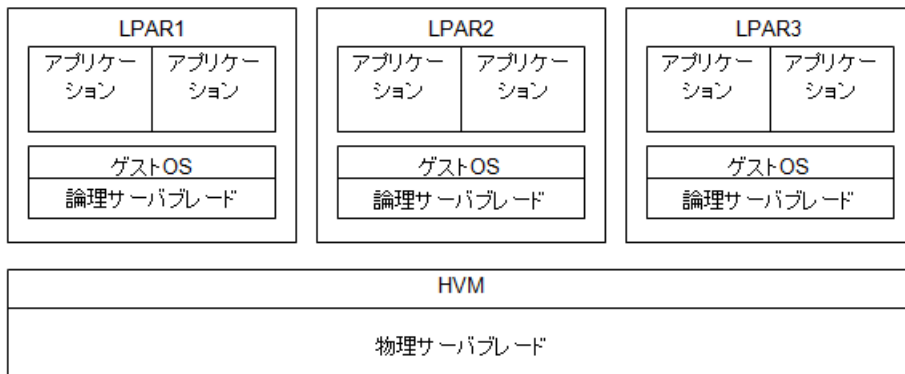 LPAR1
LPAR2
LPAR3
アプリケー
ション
アプリケー
ション
アプリケー
ション
アプリケー
ション
アプリケー
ション
アプリケー
ション
ゲストOS
ゲストOS
ゲストOS
論理サーバブレード
論理サーバブレード
論理サーバブレード
HVM
物理サーバブレード